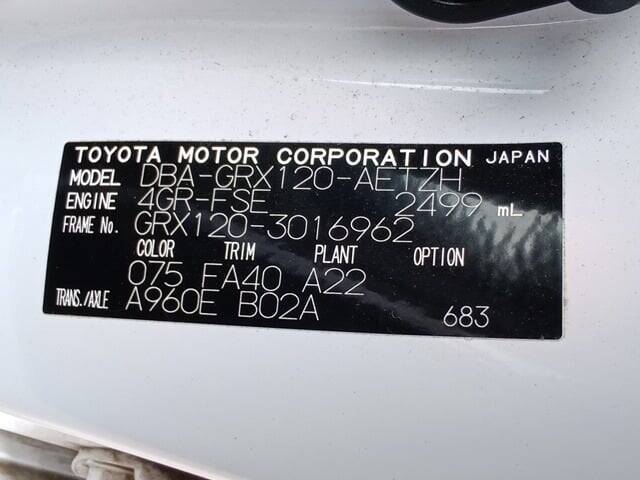 TOYOTA MOTOR CORPORATION JAPAN
MODEL DBA-GRX120-AETZH
ENGINE 4GR-FSE 2499 mL
FRAME No. GRX120-3016962
COLOR TRIM PLANT OPTION
075 FA40 A22
TRANS./AXLE A960E B02A 683